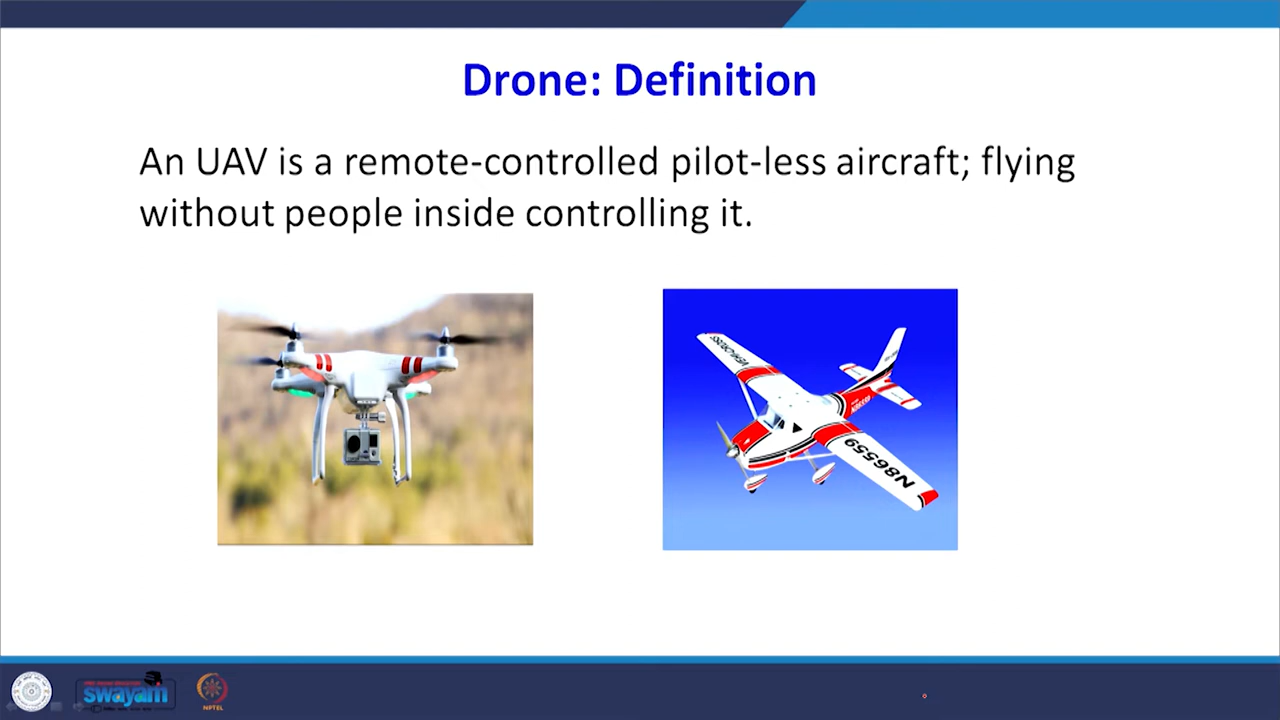 Drone: Definition
An UAV is a remote-controlled pilot-less aircraft; flying
without people inside controlling it.
N86559
swayam
NPTEL